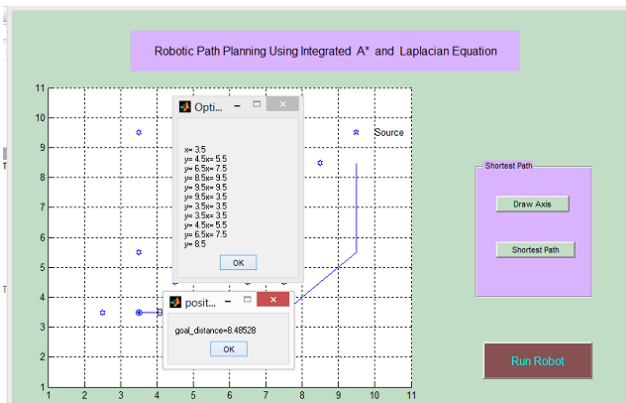 Robotic Path Planning Using Integrated A* and Laplacian Equation
11
10
9
8
7
6
5
4
3
2
1
1 2 3 4 5 6 7 8 9 10 11
Source
Opti...
x= 3.5
y= 4.5x= 5.5
y= 6.5x= 7.5
y= 8.5x= 9.5
y= 9.5x= 9.5
y= 9.5x= 3.5
y= 3.5x= 3.5
y= 3.5x= 3.5
y= 4.5x= 5.5
y= 6.5x= 7.5
y= 8.5
OK
posit...
goal_distance=8.48528
OK
Shortest Path
Draw Axis
Shortest Path
Run Robot